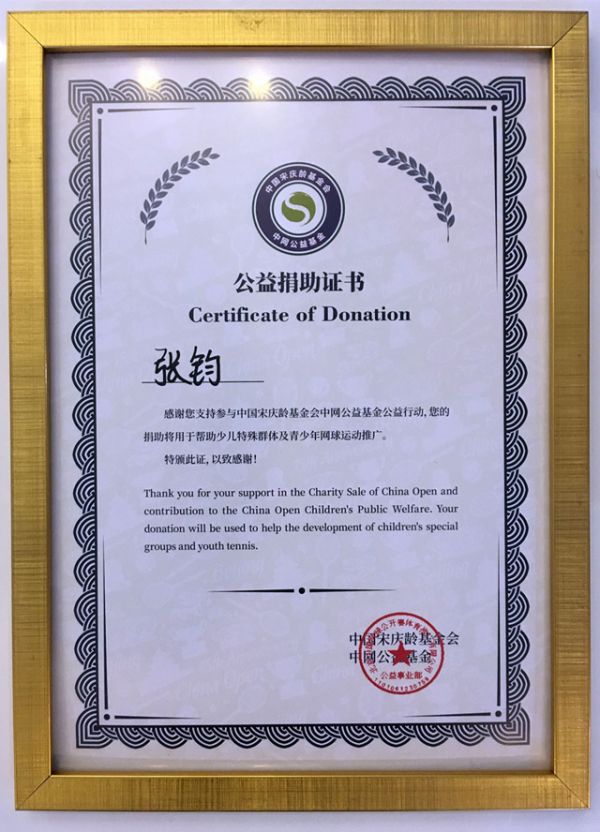 中国宋庆龄基金会
中网公益基金
公益捐助证书
Certificate of Donation
张钧
感谢您支持参与中国宋庆龄基金会中网公益基金公益行动, 您的
捐助将用于帮助少儿特殊群体及青少年网球运动推广。
特颁此证, 以致感谢!
Thank you for your support in the Charity Sale of China Open and
contribution to the China Open Children's Public Welfare. Your
donation will be used to help the development of children's special
groups and youth tennis.
中国宋庆龄基金会
中网公益基金
公益事业部